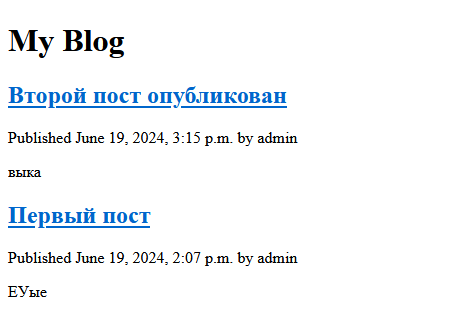 My Blog
Второй пост опубликован
Published June 19, 2024, 3:15 p.m. by admin
выка
Первый пост
Published June 19, 2024, 2:07 p.m. by admin
ЕУые